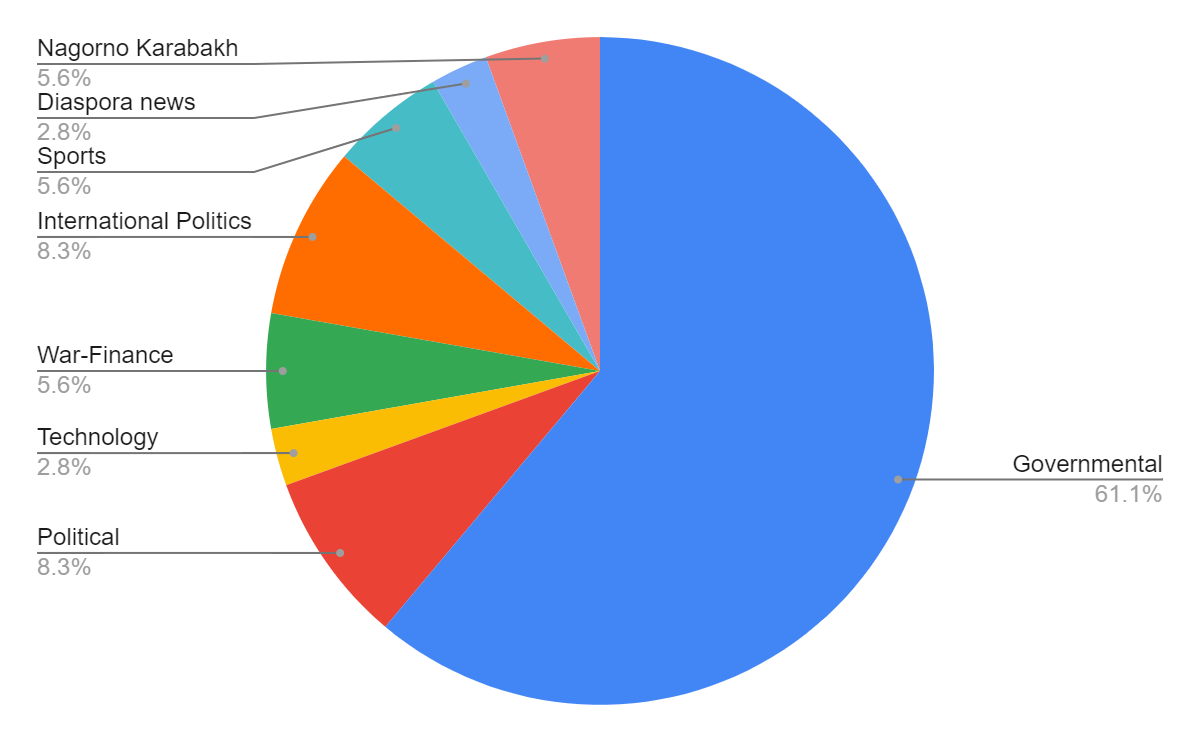 Nagorno Karabakh
5.6%
Diaspora news
2.8%
Sports
5.6%
International Politics
8.3%
War-Finance
5.6%
Technology
2.8%
Political
8.3%
Governmental
61.1%